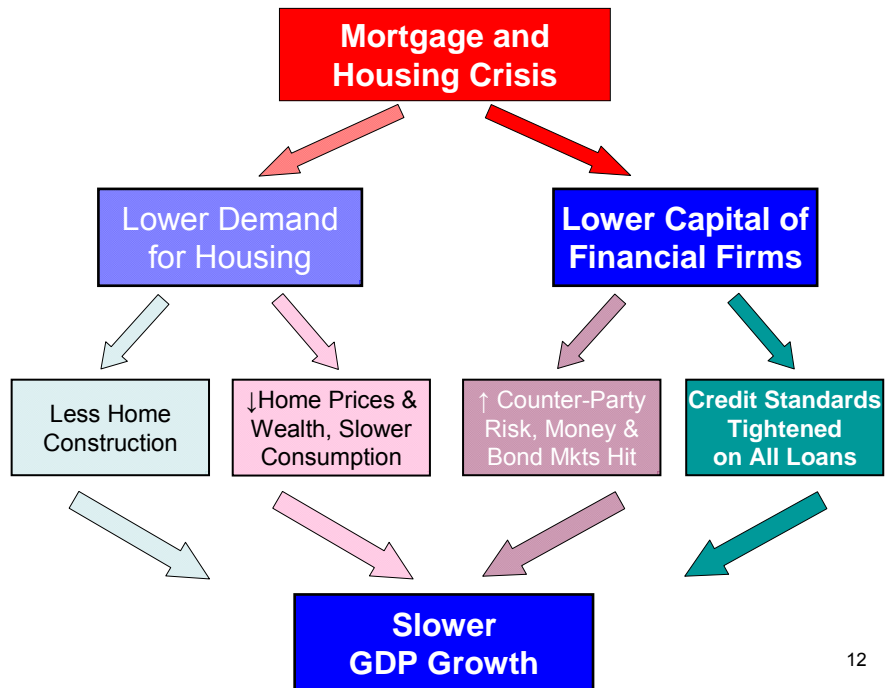 Mortgage and
Housing Crisis
Lower Demand
for Housing
Lower Capital of
Financial Firms
Less Home
Construction
↓Home Prices &
Wealth, Slower
Consumption
↑ Counter-Party
Risk, Money &
Bond Mkts Hit
Credit Standards
Tightened
on All Loans
Slower
GDP Growth
12